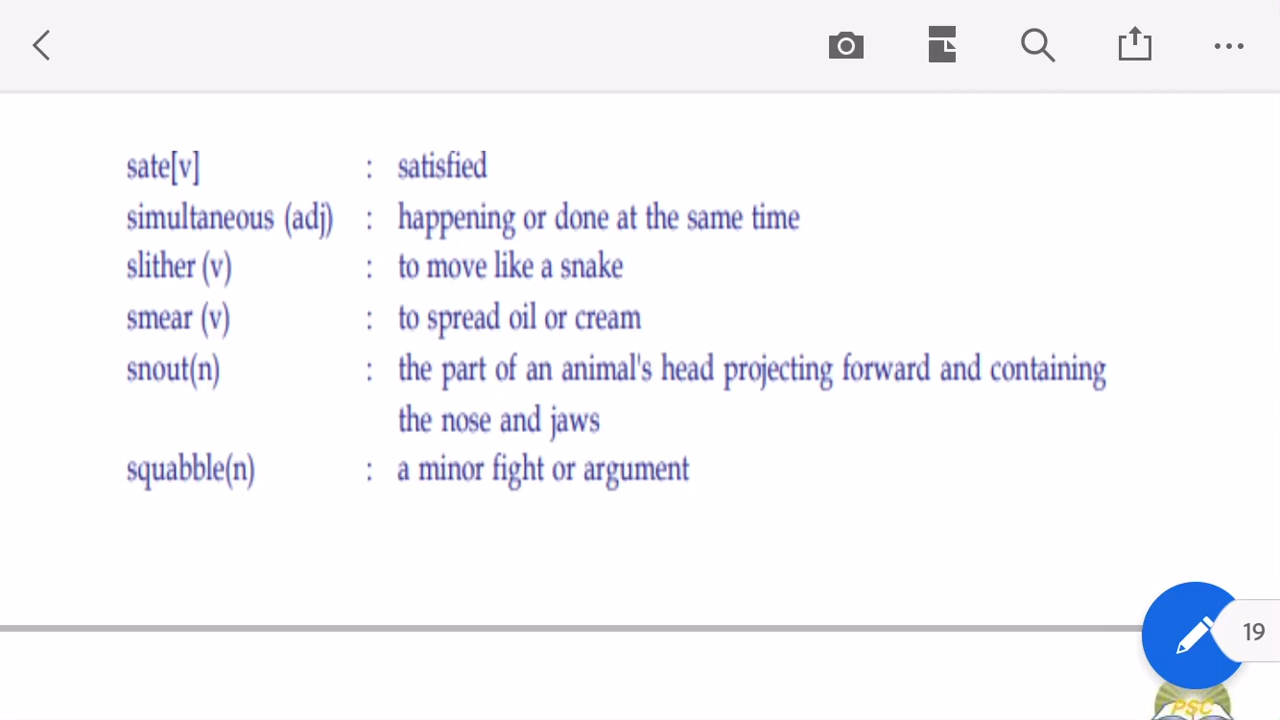 sate[v] : satisfied
simultaneous (adj) : happening or done at the same time
slither (v) : to move like a snake
smear (v) : to spread oil or cream
snout(n) : the part of an animal's head projecting forward and containing
the nose and jaws
squabble(n) : a minor fight or argument
19
PSC